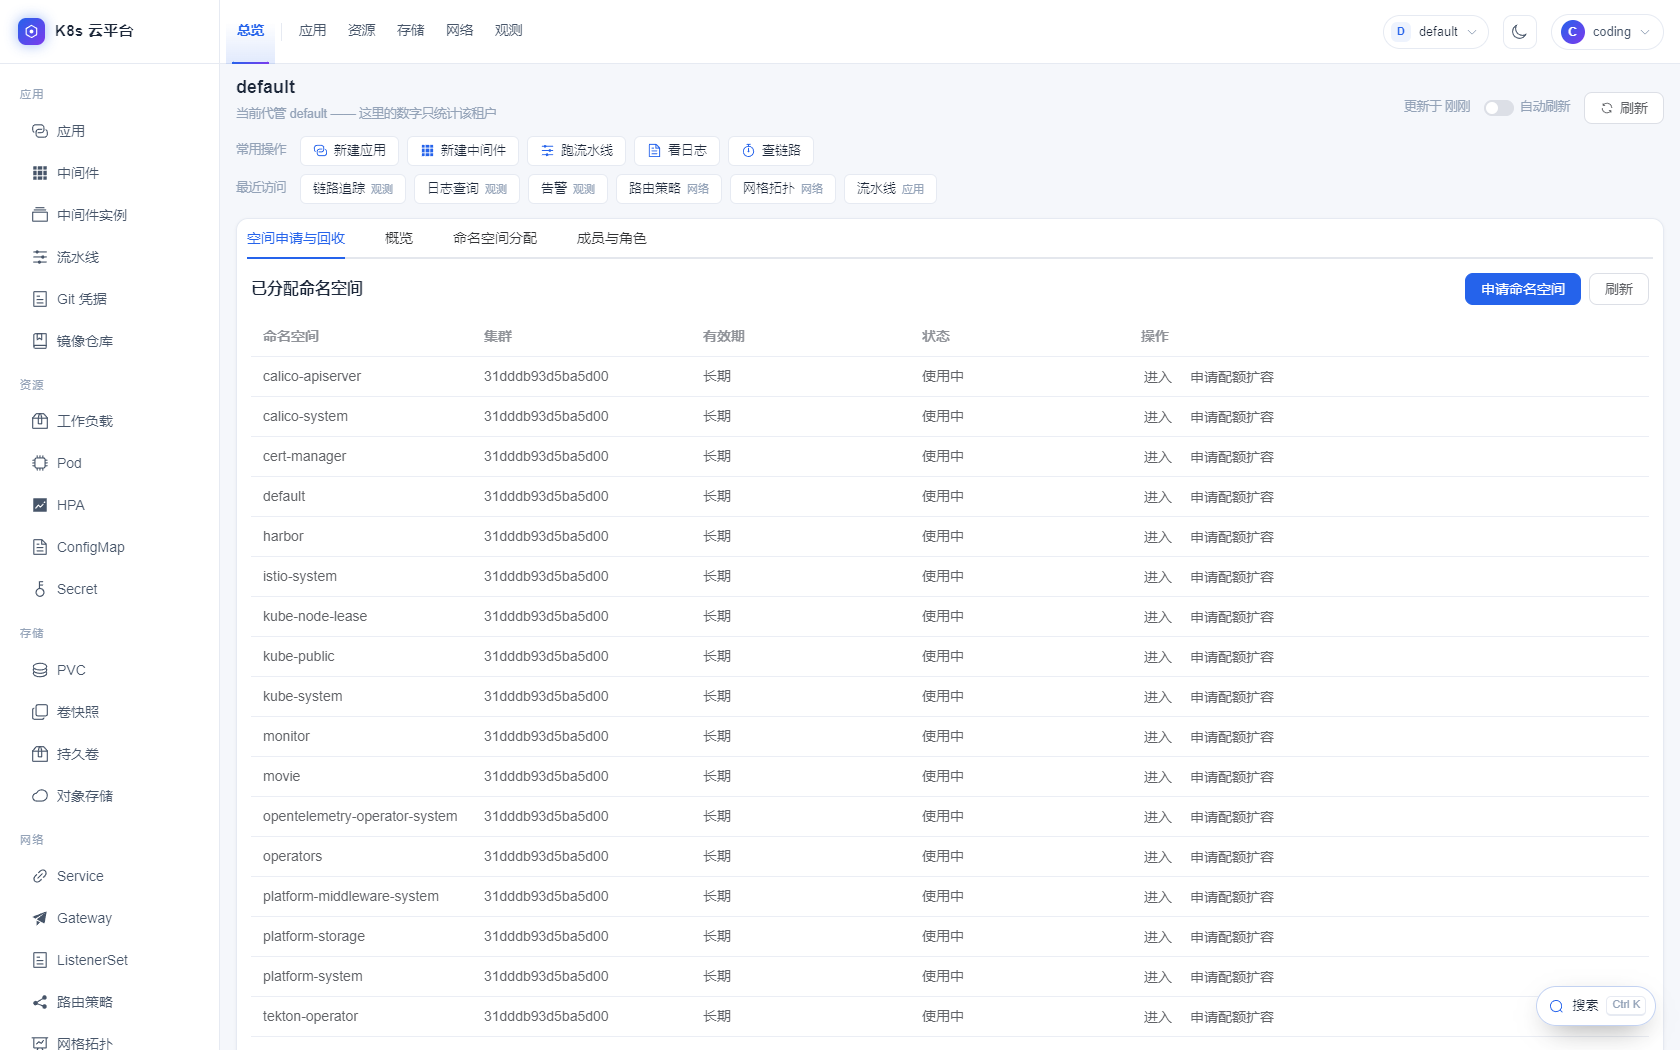 K8s 云平台
总览 应用 资源 存储 网络 观测
D default
C coding
应用
应用
中间件
中间件实例
流水线
Git 凭据
镜像仓库
资源
工作负载
Pod
HPA
ConfigMap
Secret
存储
PVC
卷快照
持久卷
对象存储
网络
Service
Gateway
ListenerSet
路由策略
网格拓扑
default
当前代管 default —— 这里的数字只统计该租户
更新于 刚刚 自动刷新 刷新
常用操作 新建应用 新建中间件 跑流水线 看日志 查链路
最近访问 链路追踪 观测 日志查询 观测 告警 观测 路由策略 网络 网格拓扑 网络 流水线 应用
空间申请与回收 概览 命名空间分配 成员与角色
已分配命名空间 申请命名空间 刷新
命名空间 集群 有效期 状态 操作
calico-apiserver 31dddb93d5ba5d00 长期 使用中 进入 申请配额扩容
calico-system 31dddb93d5ba5d00 长期 使用中 进入 申请配额扩容
cert-manager 31dddb93d5ba5d00 长期 使用中 进入 申请配额扩容
default 31dddb93d5ba5d00 长期 使用中 进入 申请配额扩容
harbor 31dddb93d5ba5d00 长期 使用中 进入 申请配额扩容
istio-system 31dddb93d5ba5d00 长期 使用中 进入 申请配额扩容
kube-node-lease 31dddb93d5ba5d00 长期 使用中 进入 申请配额扩容
kube-public 31dddb93d5ba5d00 长期 使用中 进入 申请配额扩容
kube-system 31dddb93d5ba5d00 长期 使用中 进入 申请配额扩容
monitor 31dddb93d5ba5d00 长期 使用中 进入 申请配额扩容
movie 31dddb93d5ba5d00 长期 使用中 进入 申请配额扩容
opentelemetry-operator-system 31dddb93d5ba5d00 长期 使用中 进入 申请配额扩容
operators 31dddb93d5ba5d00 长期 使用中 进入 申请配额扩容
platform-middleware-system 31dddb93d5ba5d00 长期 使用中 进入 申请配额扩容
platform-storage 31dddb93d5ba5d00 长期 使用中 进入 申请配额扩容
platform-system 31dddb93d5ba5d00 长期 使用中 进入 申请配额扩容
tekton-operator 31dddb93d5ba5d00 长期 使用中 进入 申请配额扩容
搜索 Ctrl K